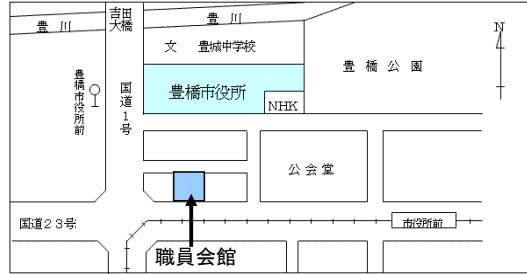 豊川
吉田大橋
豊川
文 豊城中学校
豊橋公園
N
豊橋市役所
NHK
豊橋市役所前
国道1号
公会堂
国道23号
市役所前
職員会館